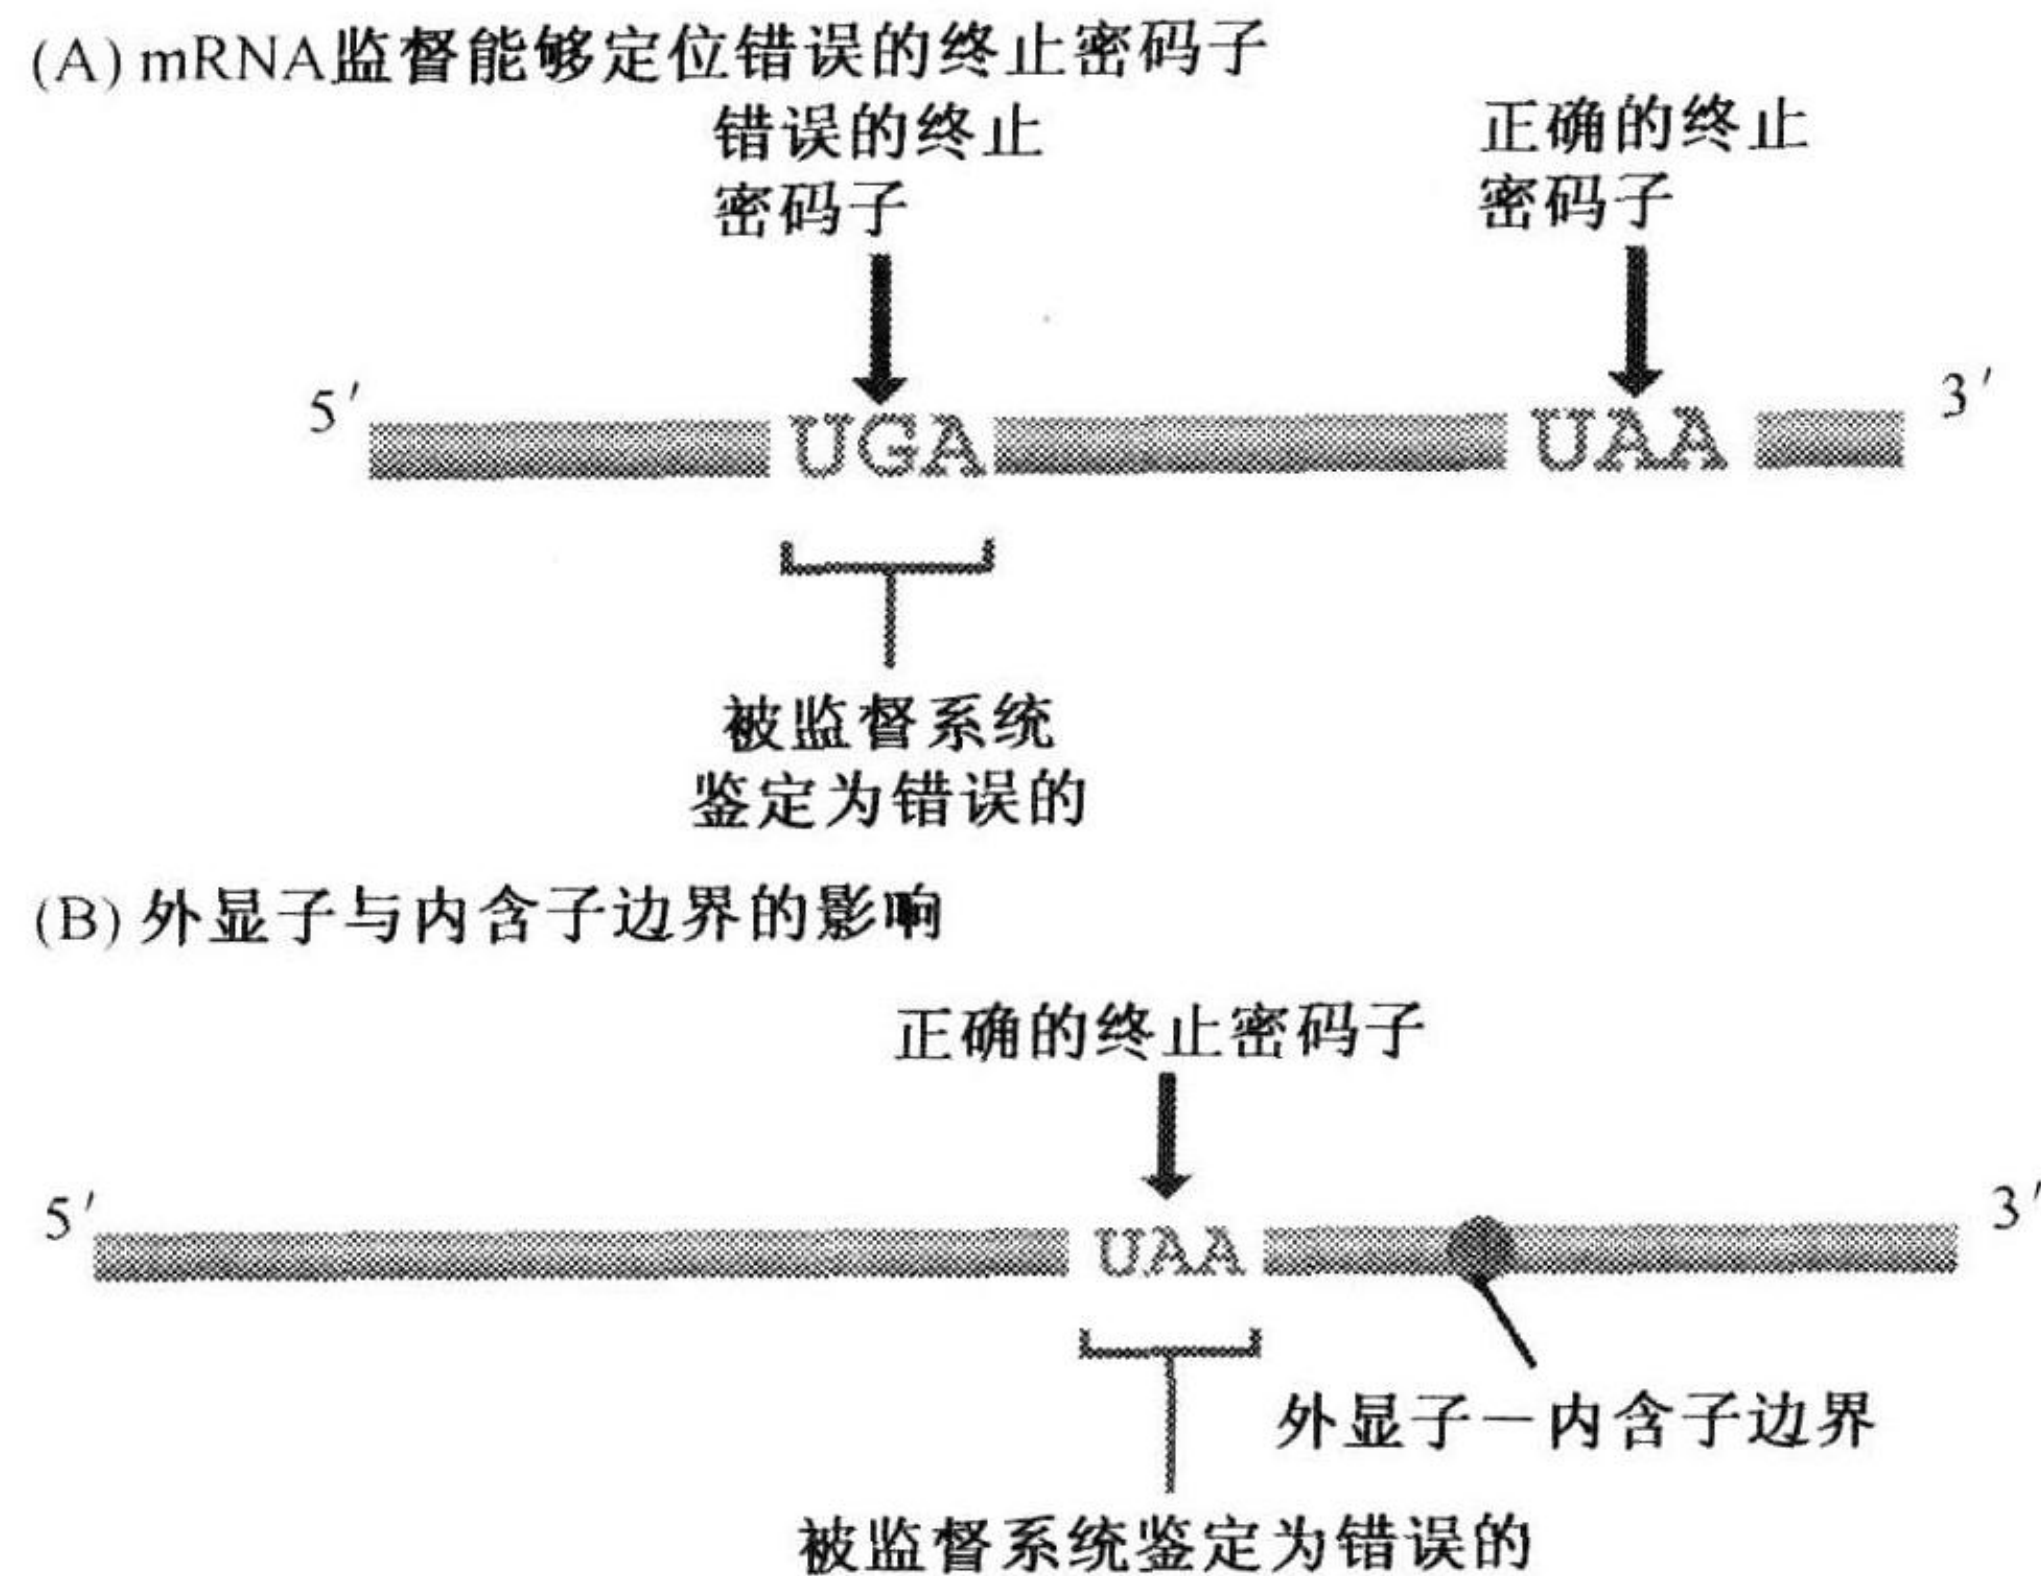 (A) mRNA监督能够定位错误的终止密码子
错误的终止
密码子
正确的终止
密码子
5′
UGA
UAA
3′
被监督系统
鉴定为错误的
(B) 外显子与内含子边界的影响
正确的终止密码子
5′
UAA
3′
外显子－内含子边界
被监督系统鉴定为错误的